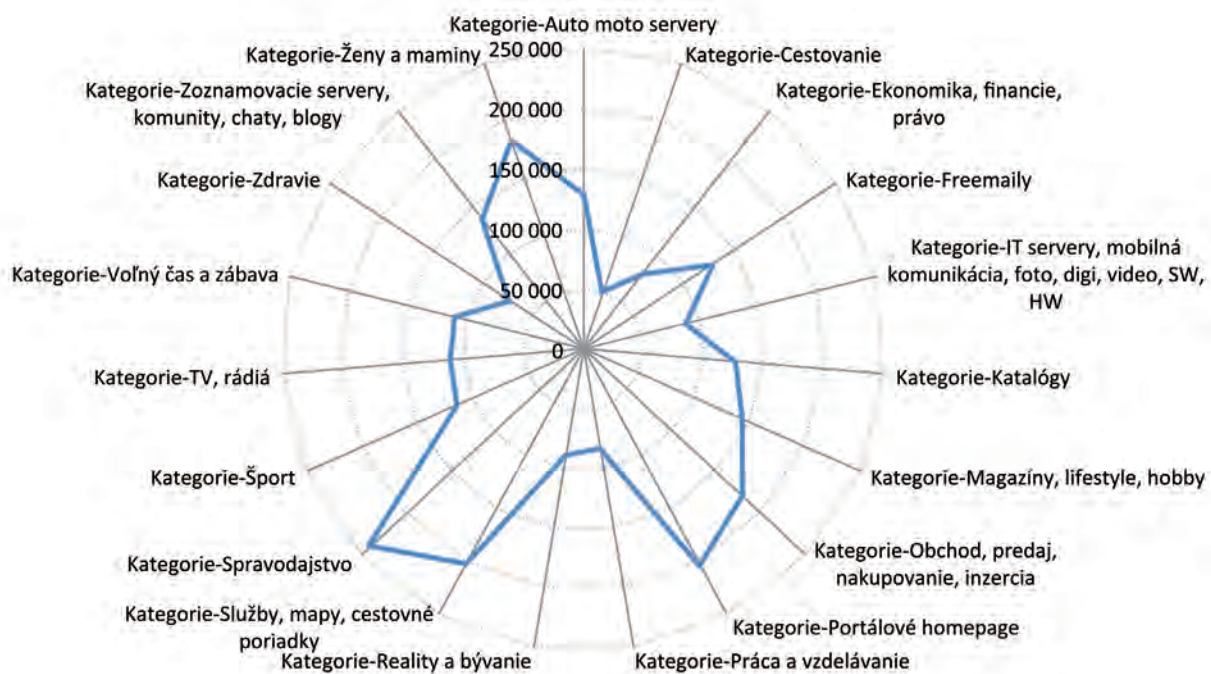 Kategorie-Auto moto servery
250 000
Kategorie-Ženy a maminy
Kategorie-Cestovanie
Kategorie-Zoznamovacie servery,
komunity, chaty, blogy
200 000
Kategorie-Ekonomika, financie,
právo
150 000
Kategorie-Zdravie
Kategorie-Freemaily
100 000
Kategorie-Voľný čas a zábava
Kategorie-IT servery, mobilná
komunikácia, foto, digi, video, SW,
HW
50 000
0
Kategorie-TV, rádiá
Kategorie-Katalógy
Kategorie-Šport
Kategorie-Magazíny, lifestyle, hobby
Kategorie-Spravodajstvo
Kategorie-Obchod, predaj,
nakupovanie, inzercia
Kategorie-Služby, mapy, cestovné
poriadky
Kategorie-Portálové homepage
Kategorie-Reality a bývanie
Kategorie-Práca a vzdelávanie